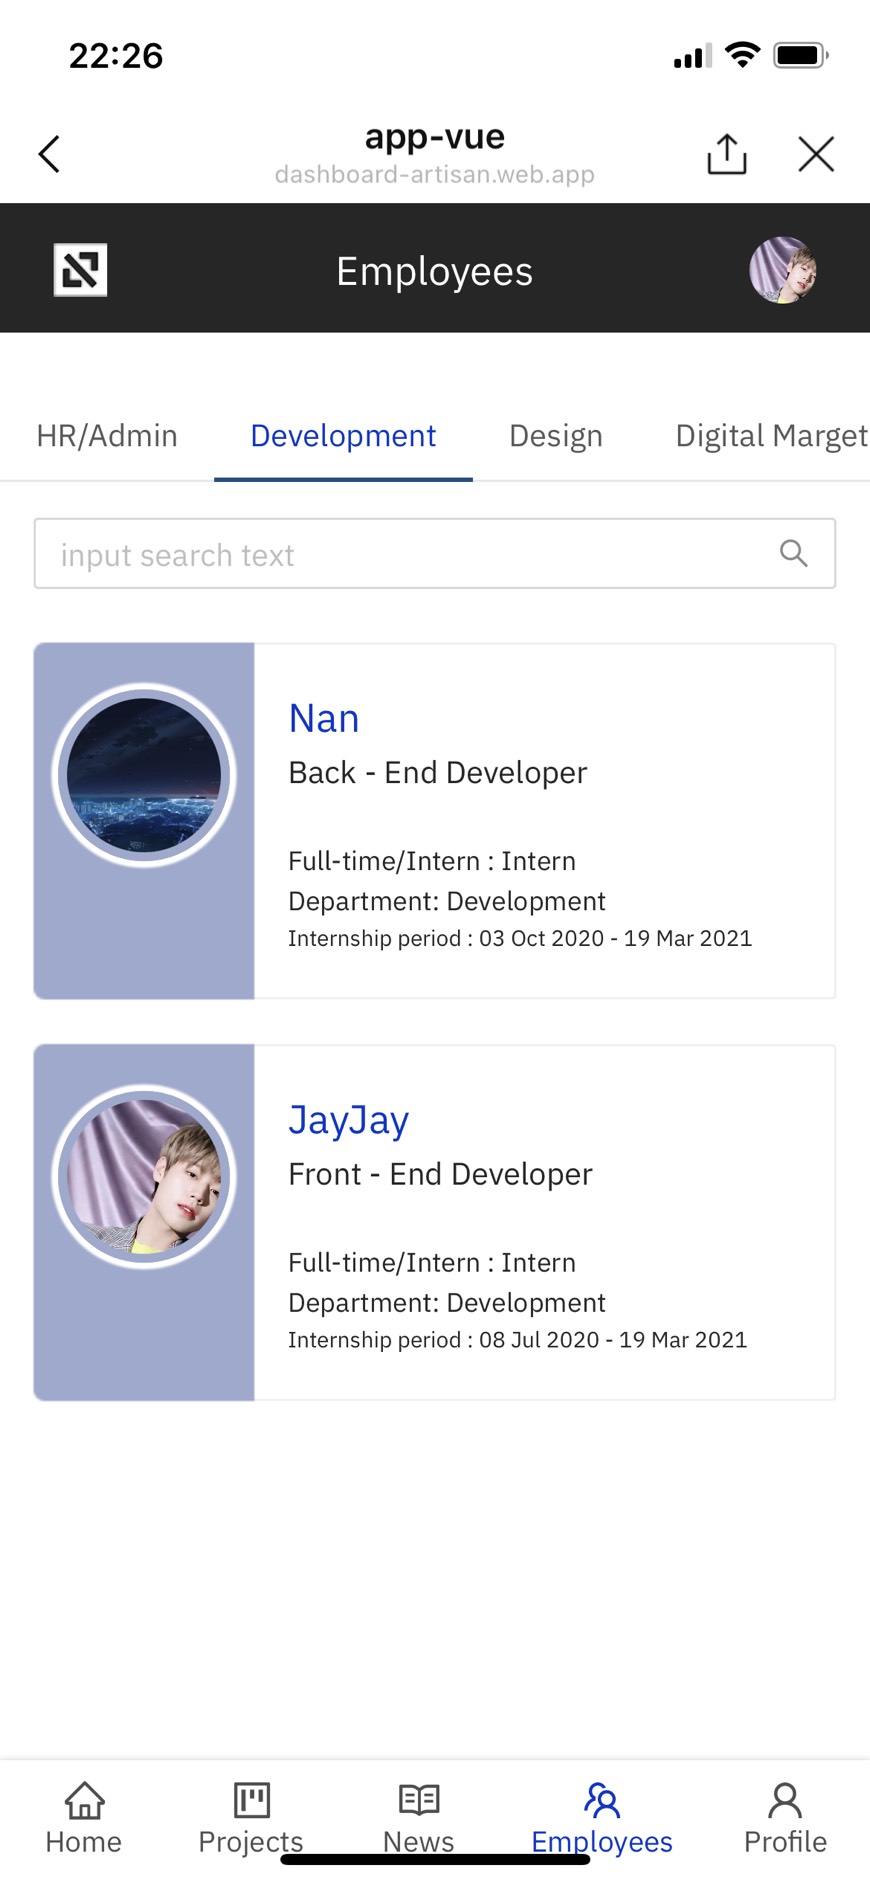 22:26
app-vue
dashboard-artisan.web.app
Employees
HR/Admin Development Design Digital Marget
input search text
Nan
Back - End Developer
Full-time/Intern : Intern
Department: Development
Internship period : 03 Oct 2020 - 19 Mar 2021
JayJay
Front - End Developer
Full-time/Intern : Intern
Department: Development
Internship period : 08 Jul 2020 - 19 Mar 2021
Home Projects News Employees Profile